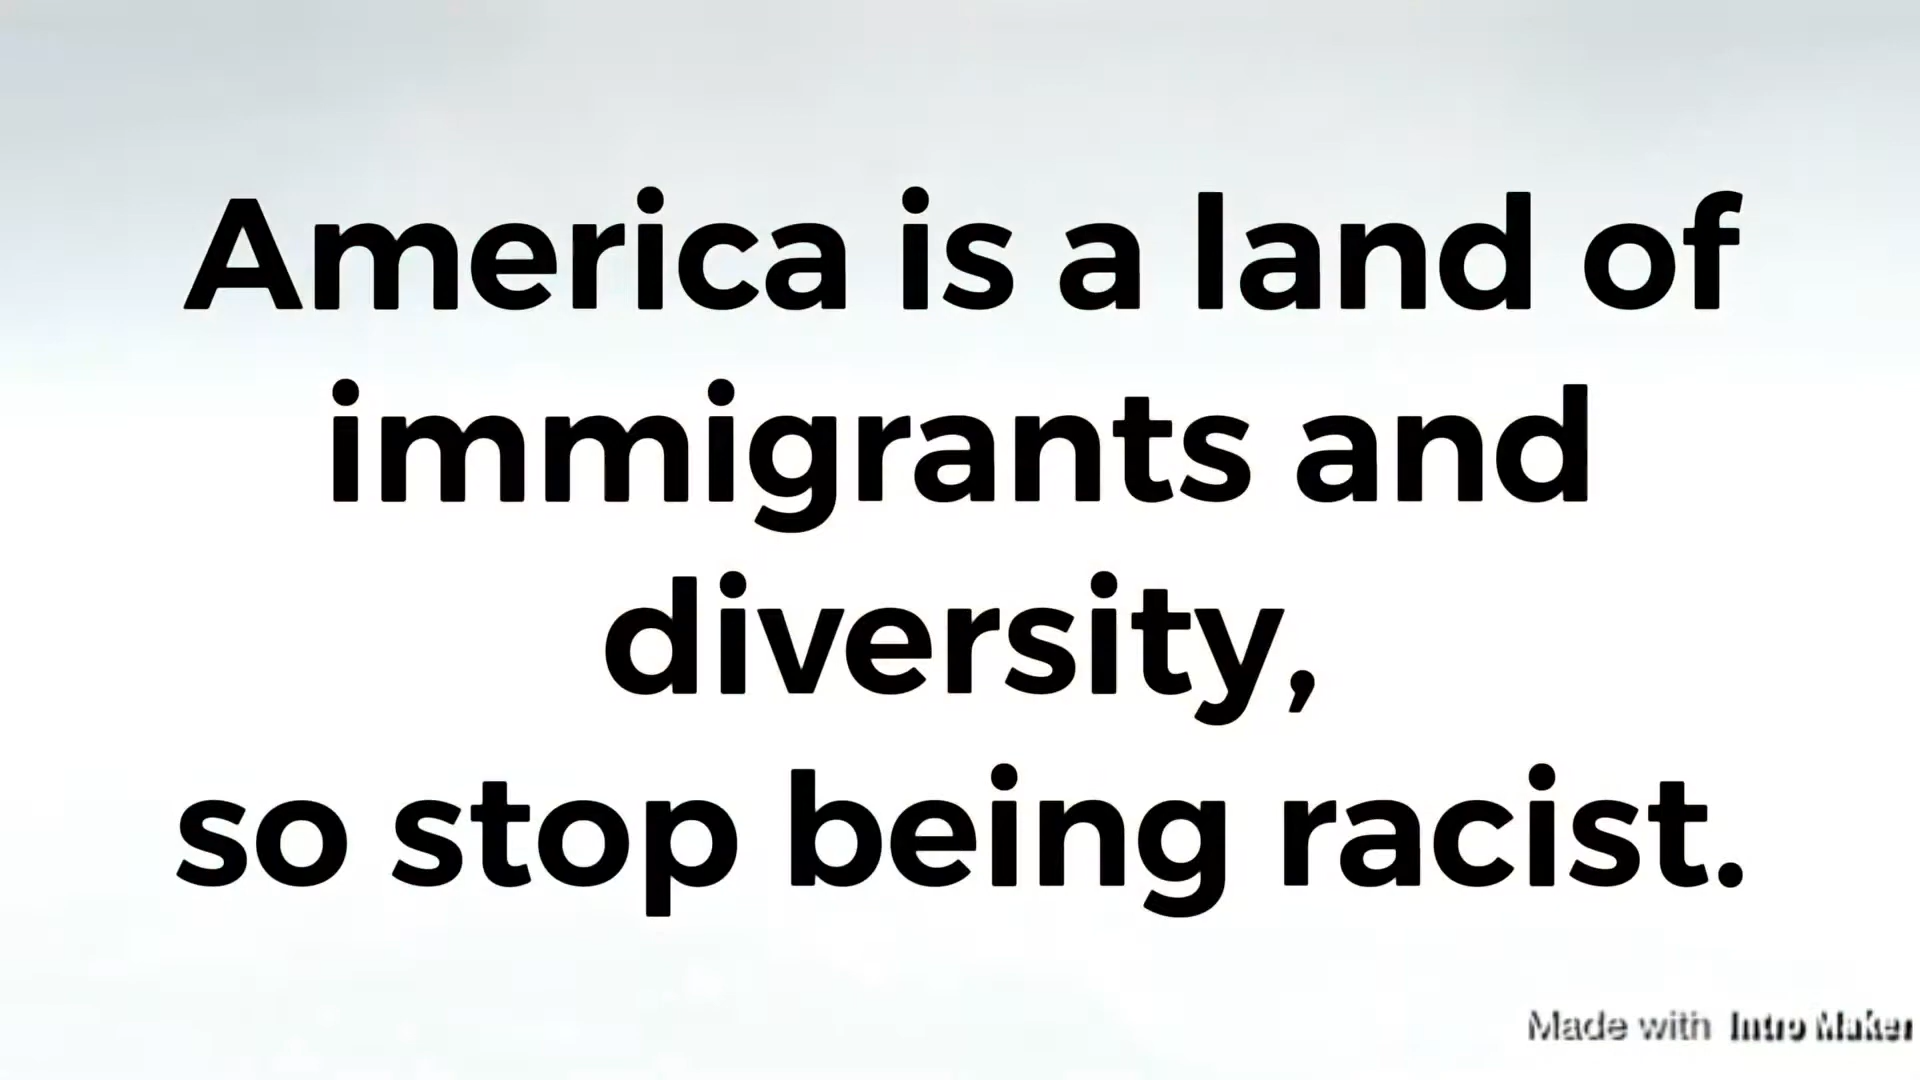 America is a land of
immigrants and
diversity,
so stop being racist.
Made with Intro Maker